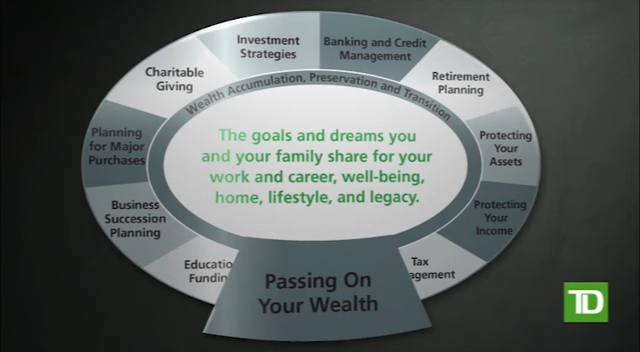 Investment
Strategies
Banking and Credit
Management
Charitable
Giving
Retirement
Planning
Wealth Accumulation, Preservation and Transition
Planning
for Major
Purchases
The goals and dreams you
and your family share for your
work and career, well-being,
home, lifestyle, and legacy.
Protecting
Your
Assets
Business
Succession
Planning
Protecting
Your
Income
Educatio
Fundin
Tax
agement
Passing On
Your Wealth
TD